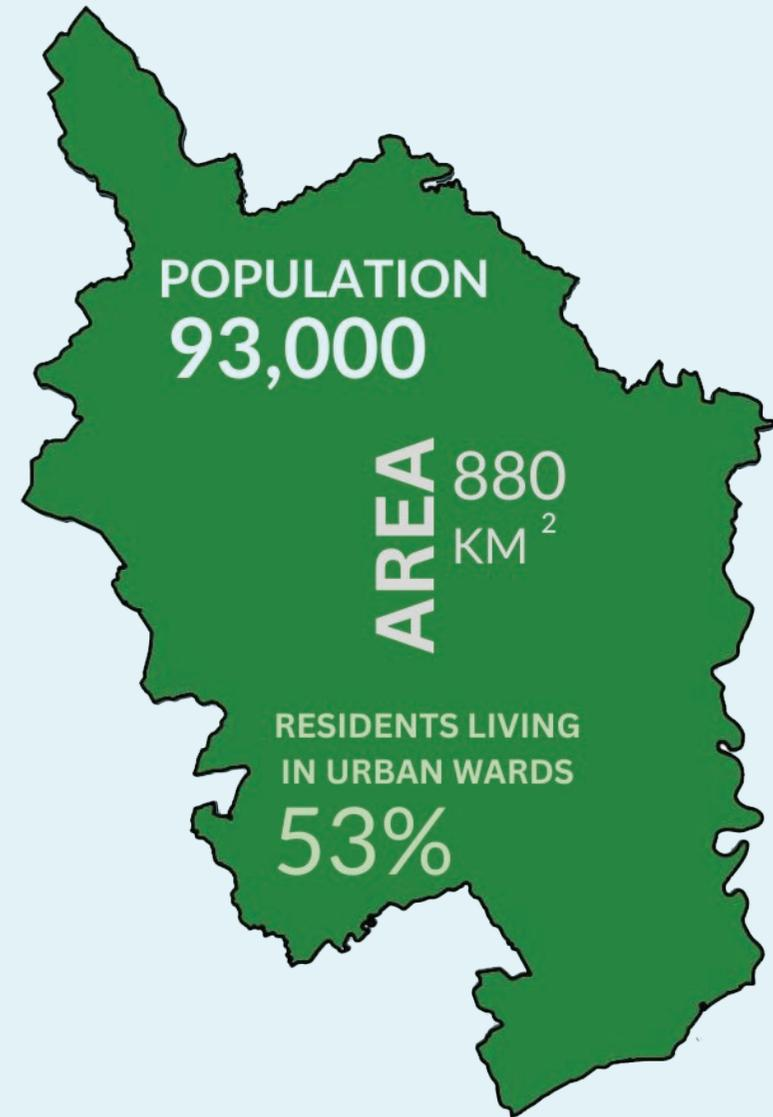 POPULATION
93,000
AREA
880
KM ²
RESIDENTS LIVING
IN URBAN WARDS
53%